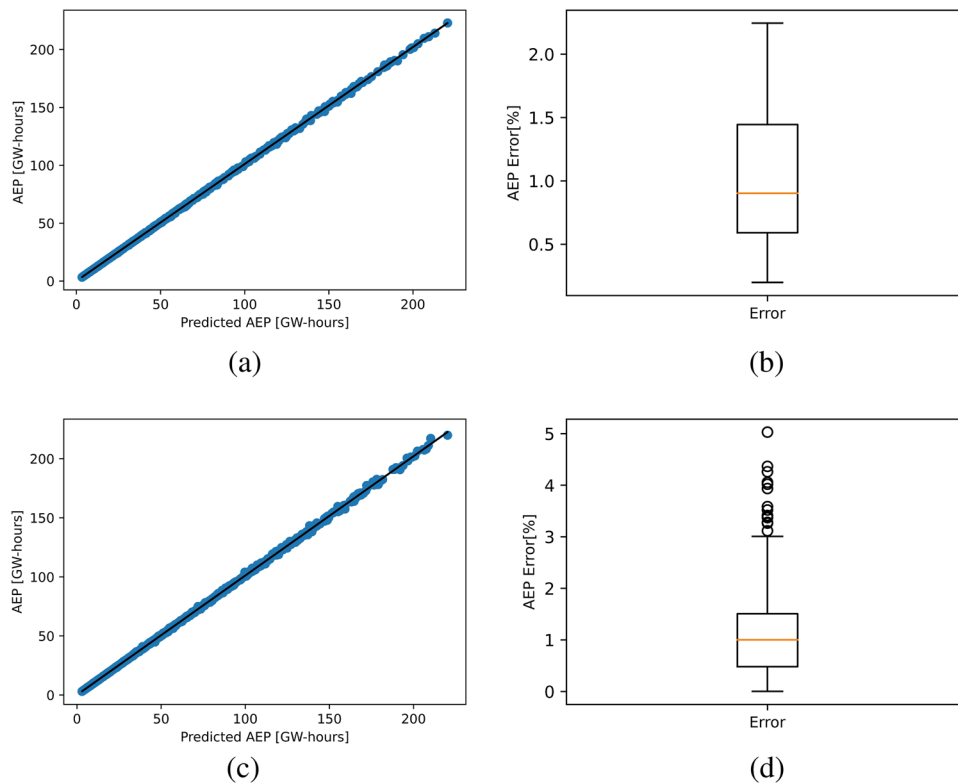 200
150
100
50
0
AEP [GW-hours]
0 50 100 150 200
Predicted AEP [GW-hours]
(a)
2.0
1.5
1.0
0.5
AEP Error[%]
Error
(b)
200
150
100
50
0
AEP [GW-hours]
0 50 100 150 200
Predicted AEP [GW-hours]
(c)
5
4
3
2
1
0
AEP Error[%]
Error
(d)